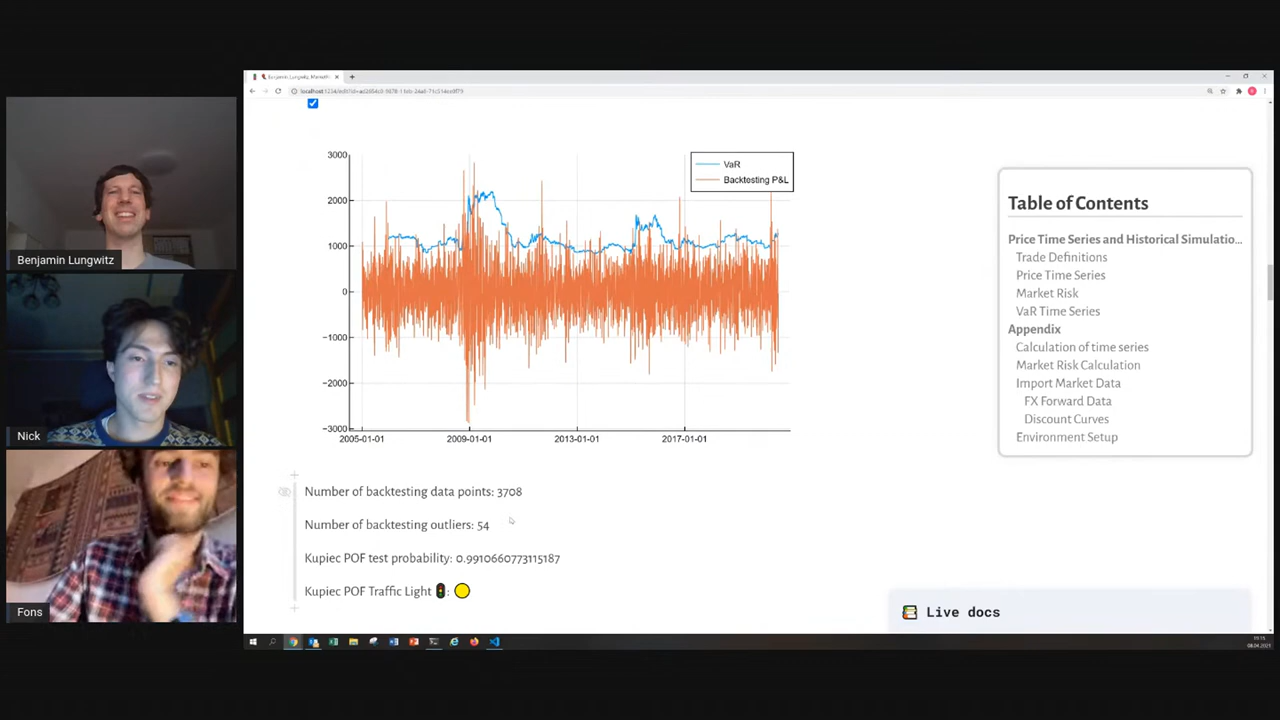 Benjamin Lungwitz
Nick
Fons
3000
2000
1000
0
−1000
−2000
−3000
2005-01-01
2009-01-01
2013-01-01
2017-01-01
VaR
Backtesting P&L
Number of backtesting data points: 3708
Number of backtesting outliers: 54
Kupiec POF test probability: 0.9910660773115187
Kupiec POF Traffic Light 🚦: 🟡
Table of Contents
Price Time Series and Historical Simulatio...
Trade Definitions
Price Time Series
Market Risk
VaR Time Series
Appendix
Calculation of time series
Market Risk Calculation
Import Market Data
FX Forward Data
Discount Curves
Environment Setup
Live docs
08.04.2021